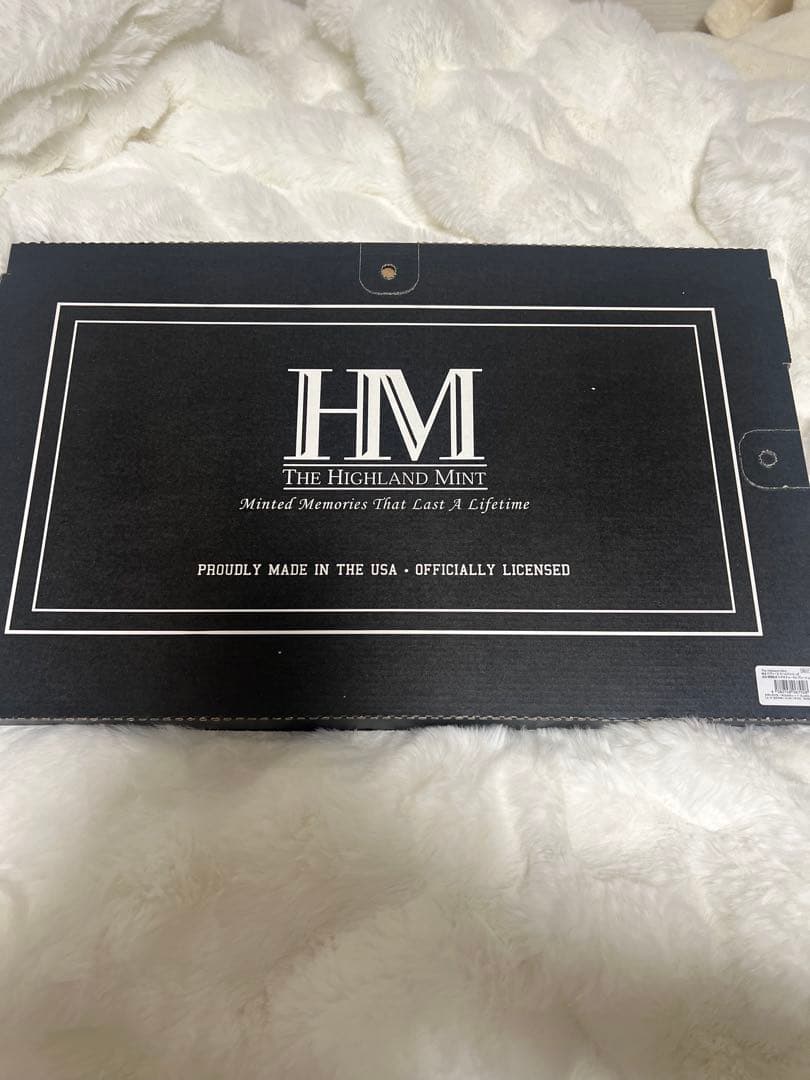 HM
THE HIGHLAND MINT
Minted Memories That Last A Lifetime
PROUDLY MADE IN THE USA • OFFICIALLY LICENSED